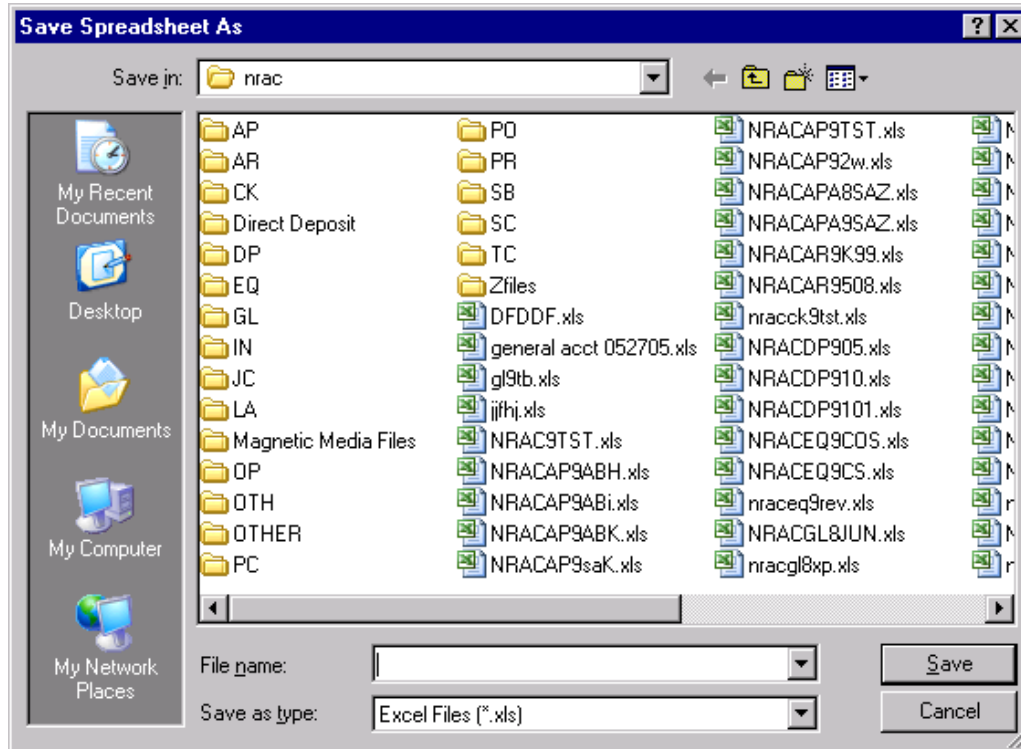 Save Spreadsheet As
Save in: nrac
My Recent
Documents
Desktop
My Documents
My Computer
My Network
Places
AP
AR
CK
Direct Deposit
DP
EQ
GL
IN
JC
LA
Magnetic Media Files
OP
OTH
OTHER
PC
PO
PR
SB
SC
TC
Zfiles
DFDDF.xls
general acct 052705.xls
gl9tb.xls
jjfhj.xls
NRAC9TST.xls
NRACAP9ABH.xls
NRACAP9ABi.xls
NRACAP9ABK.xls
NRACAP9saK.xls
NRACAP9TST.xls
NRACAP92w.xls
NRACAPA8SAZ.xls
NRACAPA9SAZ.xls
NRACAR9K99.xls
NRACAR9508.xls
nracck9tst.xls
NRACDP905.xls
NRACDP910.xls
NRACDP9101.xls
NRACEQ9COS.xls
NRACEQ9CS.xls
nraceq9rev.xls
NRACGL8JUN.xls
nracgl8xp.xls
File name:
Save
Save as type: Excel Files (*.xls)
Cancel